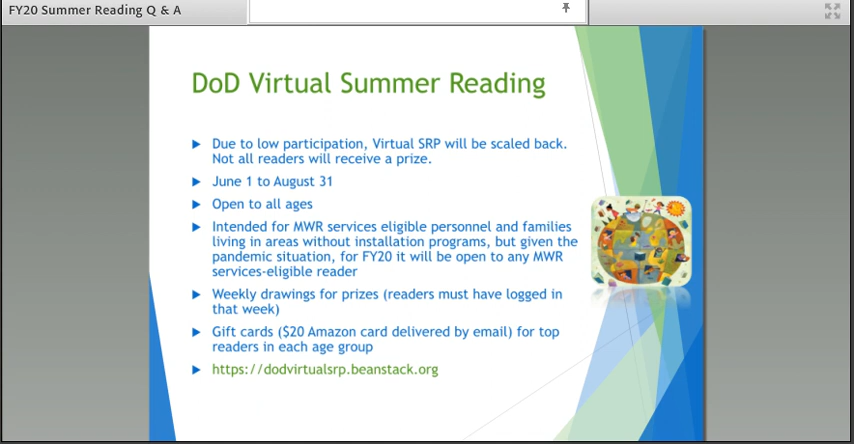 FY20 Summer Reading Q & A
DoD Virtual Summer Reading
Due to low participation, Virtual SRP will be scaled back.
Not all readers will receive a prize.
June 1 to August 31
Open to all ages
Intended for MWR services eligible personnel and families
living in areas without installation programs, but given the
pandemic situation, for FY20 it will be open to any MWR
services-eligible reader
Weekly drawings for prizes (readers must have logged in
that week)
Gift cards ($20 Amazon card delivered by email) for top
readers in each age group
https://dodvirtualsrp.beanstack.org